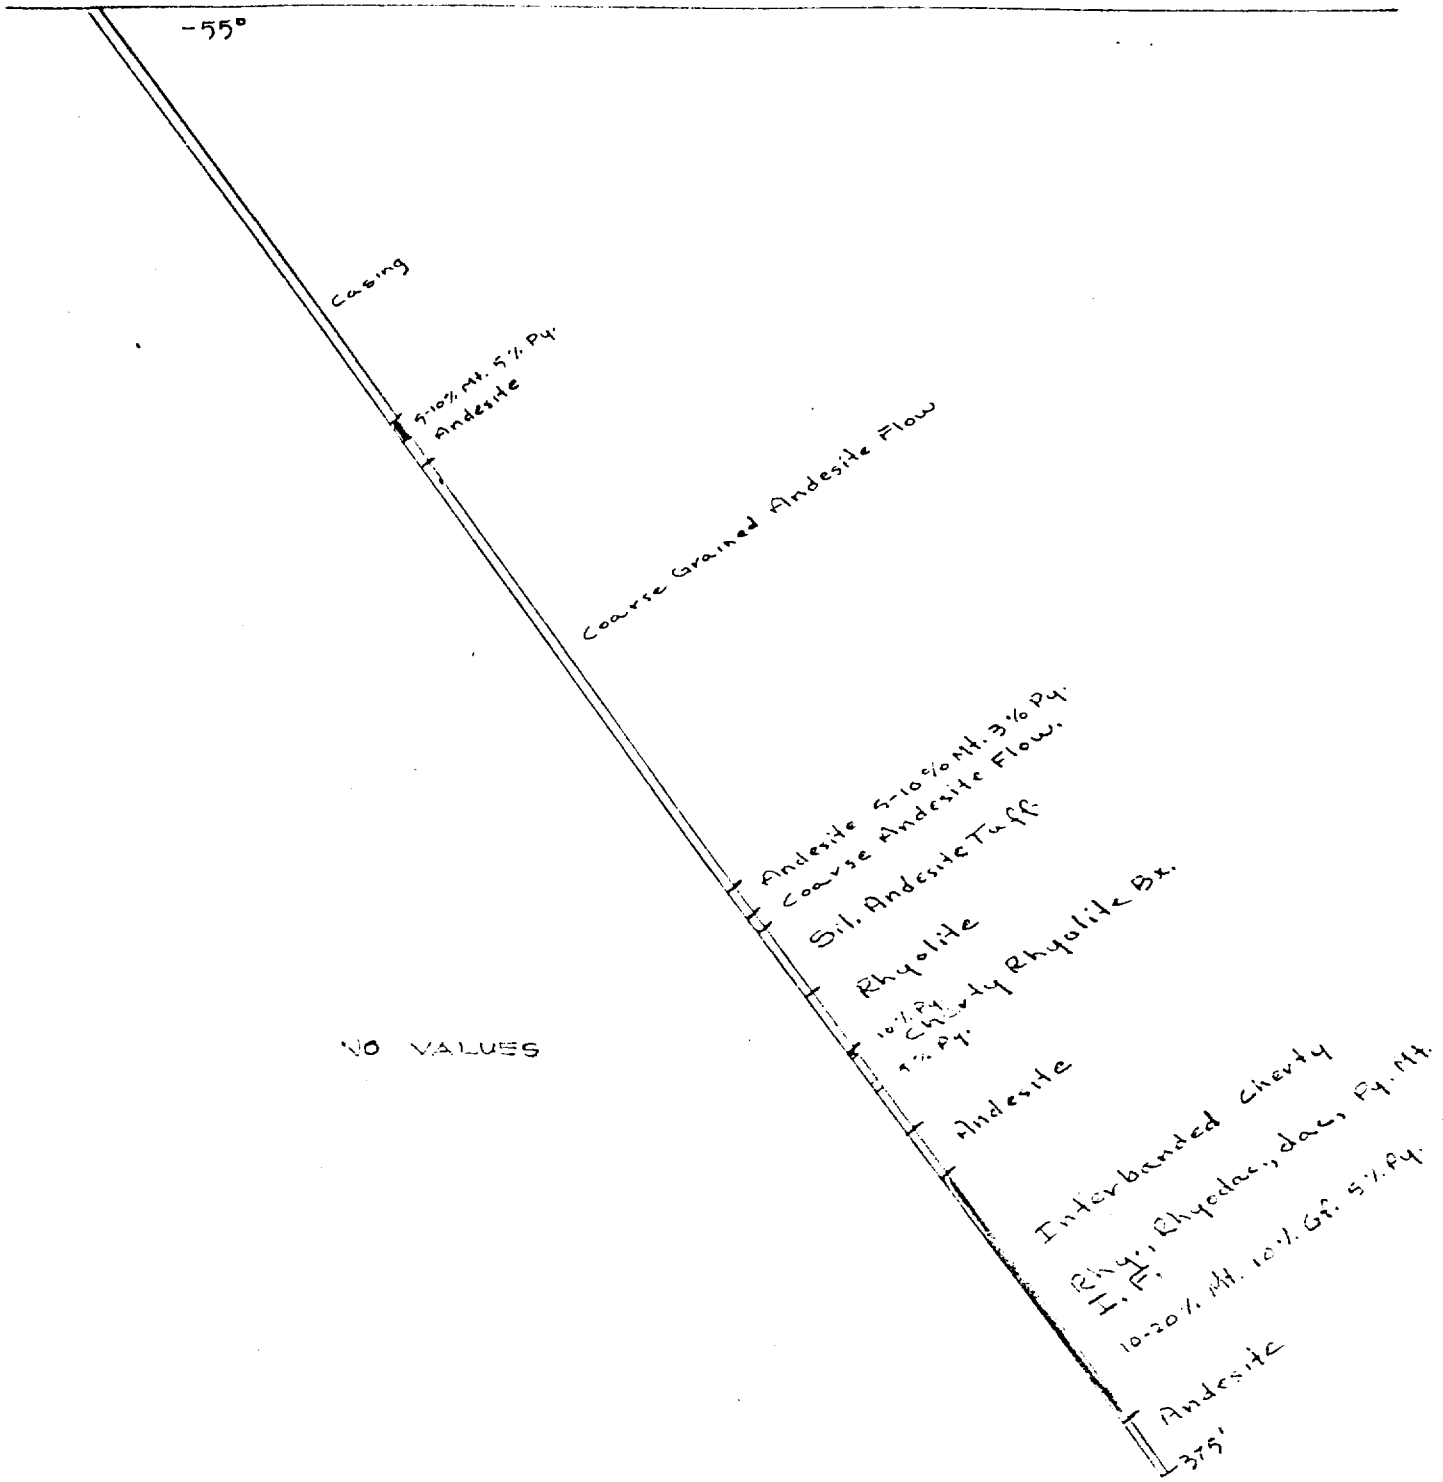 -55°
Casing
5-10% Mt. 5% Py.
Andesite
Coarse Grained Andesite Flow
Andesite 5-10% Mt. 3% Py.
Coarse Andesite Flow.
Sil. Andesite Tuff
Rhyolite
10% Py.
Cherty Rhyolite Bx.
% Py.
Andesite
NO VALUES
Interbanded Cherty
Rhy., Rhyodac., dac., Py. Mt.
I.F.
10-20% Mt. 10% Gf. 5% Py.
Andesite
375'